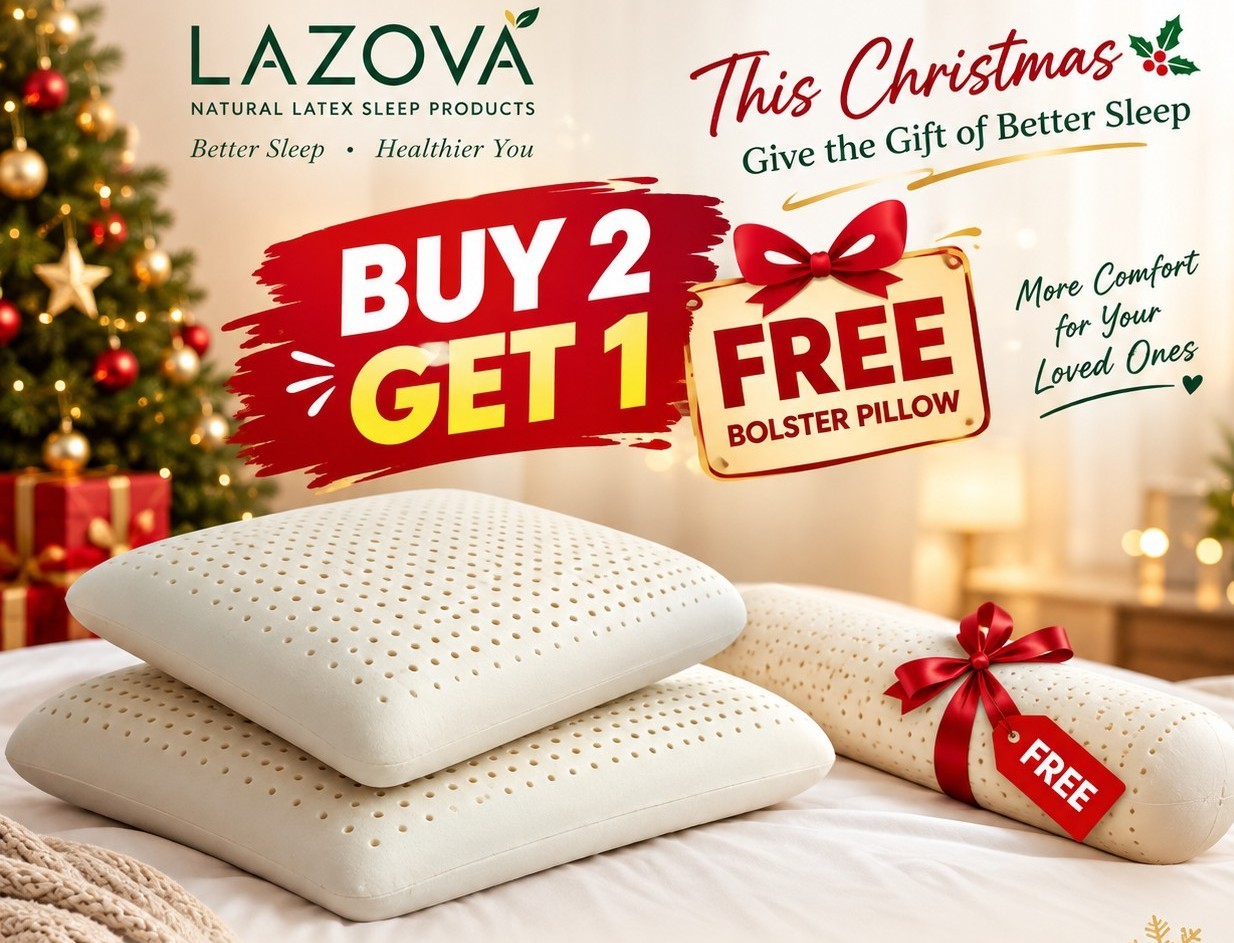 LAZOVA
NATURAL LATEX SLEEP PRODUCTS
Better Sleep • Healthier You
This Christmas
Give the Gift of Better Sleep
BUY 2
GET 1
FREE
BOLSTER PILLOW
More Comfort
for Your
Loved Ones
FREE